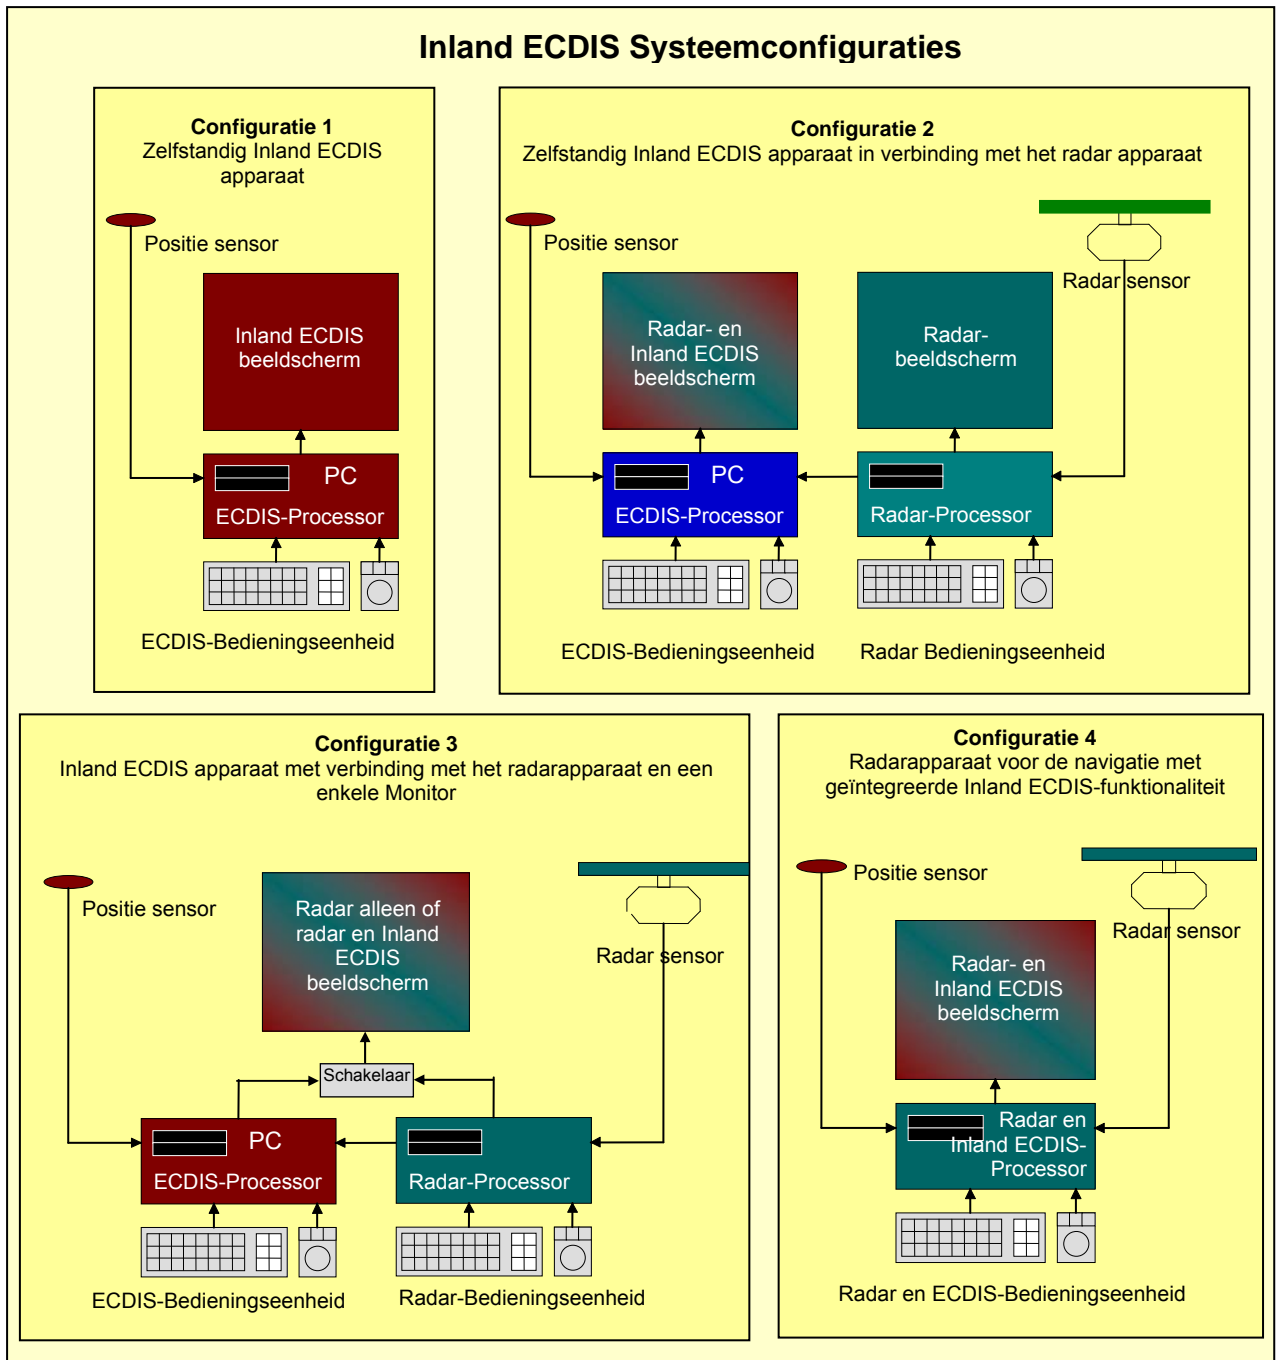 Inland ECDIS Systeemconfiguraties
Configuratie 1
Zelfstandig Inland ECDIS
apparaat
Positie sensor
Inland ECDIS
beeldscherm
PC
ECDIS-Processor
ECDIS-Bedieningseenheid
Configuratie 2
Zelfstandig Inland ECDIS apparaat in verbinding met het radar apparaat
Positie sensor
Radar sensor
Radar- en
Inland ECDIS
beeldscherm
Radar-
beeldscherm
PC
ECDIS-Processor
Radar-Processor
ECDIS-Bedieningseenheid
Radar Bedieningseenheid
Configuratie 3
Inland ECDIS apparaat met verbinding met het radarapparaat en een
enkele Monitor
Positie sensor
Radar alleen of
radar en Inland
ECDIS
beeldscherm
Radar sensor
Schakelaar
PC
ECDIS-Processor
Radar-Processor
ECDIS-Bedieningseenheid
Radar-Bedieningseenheid
Configuratie 4
Radarapparaat voor de navigatie met
geïntegreerde Inland ECDIS-funktionaliteit
Positie sensor
Radar sensor
Radar- en
Inland ECDIS
beeldscherm
Radar en
Inland ECDIS-
Processor
Radar en ECDIS-Bedieningseenheid